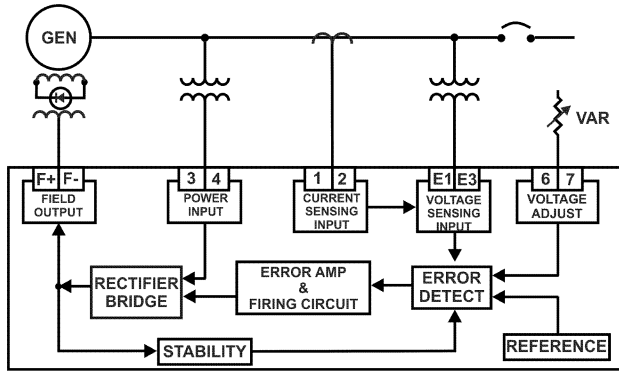 GEN
VAR
F+ F-
3 4
1 2
E1 E3
6 7
FIELD
OUTPUT
POWER
INPUT
CURRENT
SENSING
INPUT
VOLTAGE
SENSING
INPUT
VOLTAGE
ADJUST
RECTIFIER
BRIDGE
ERROR AMP
&
FIRING CIRCUIT
ERROR
DETECT
STABILITY
REFERENCE